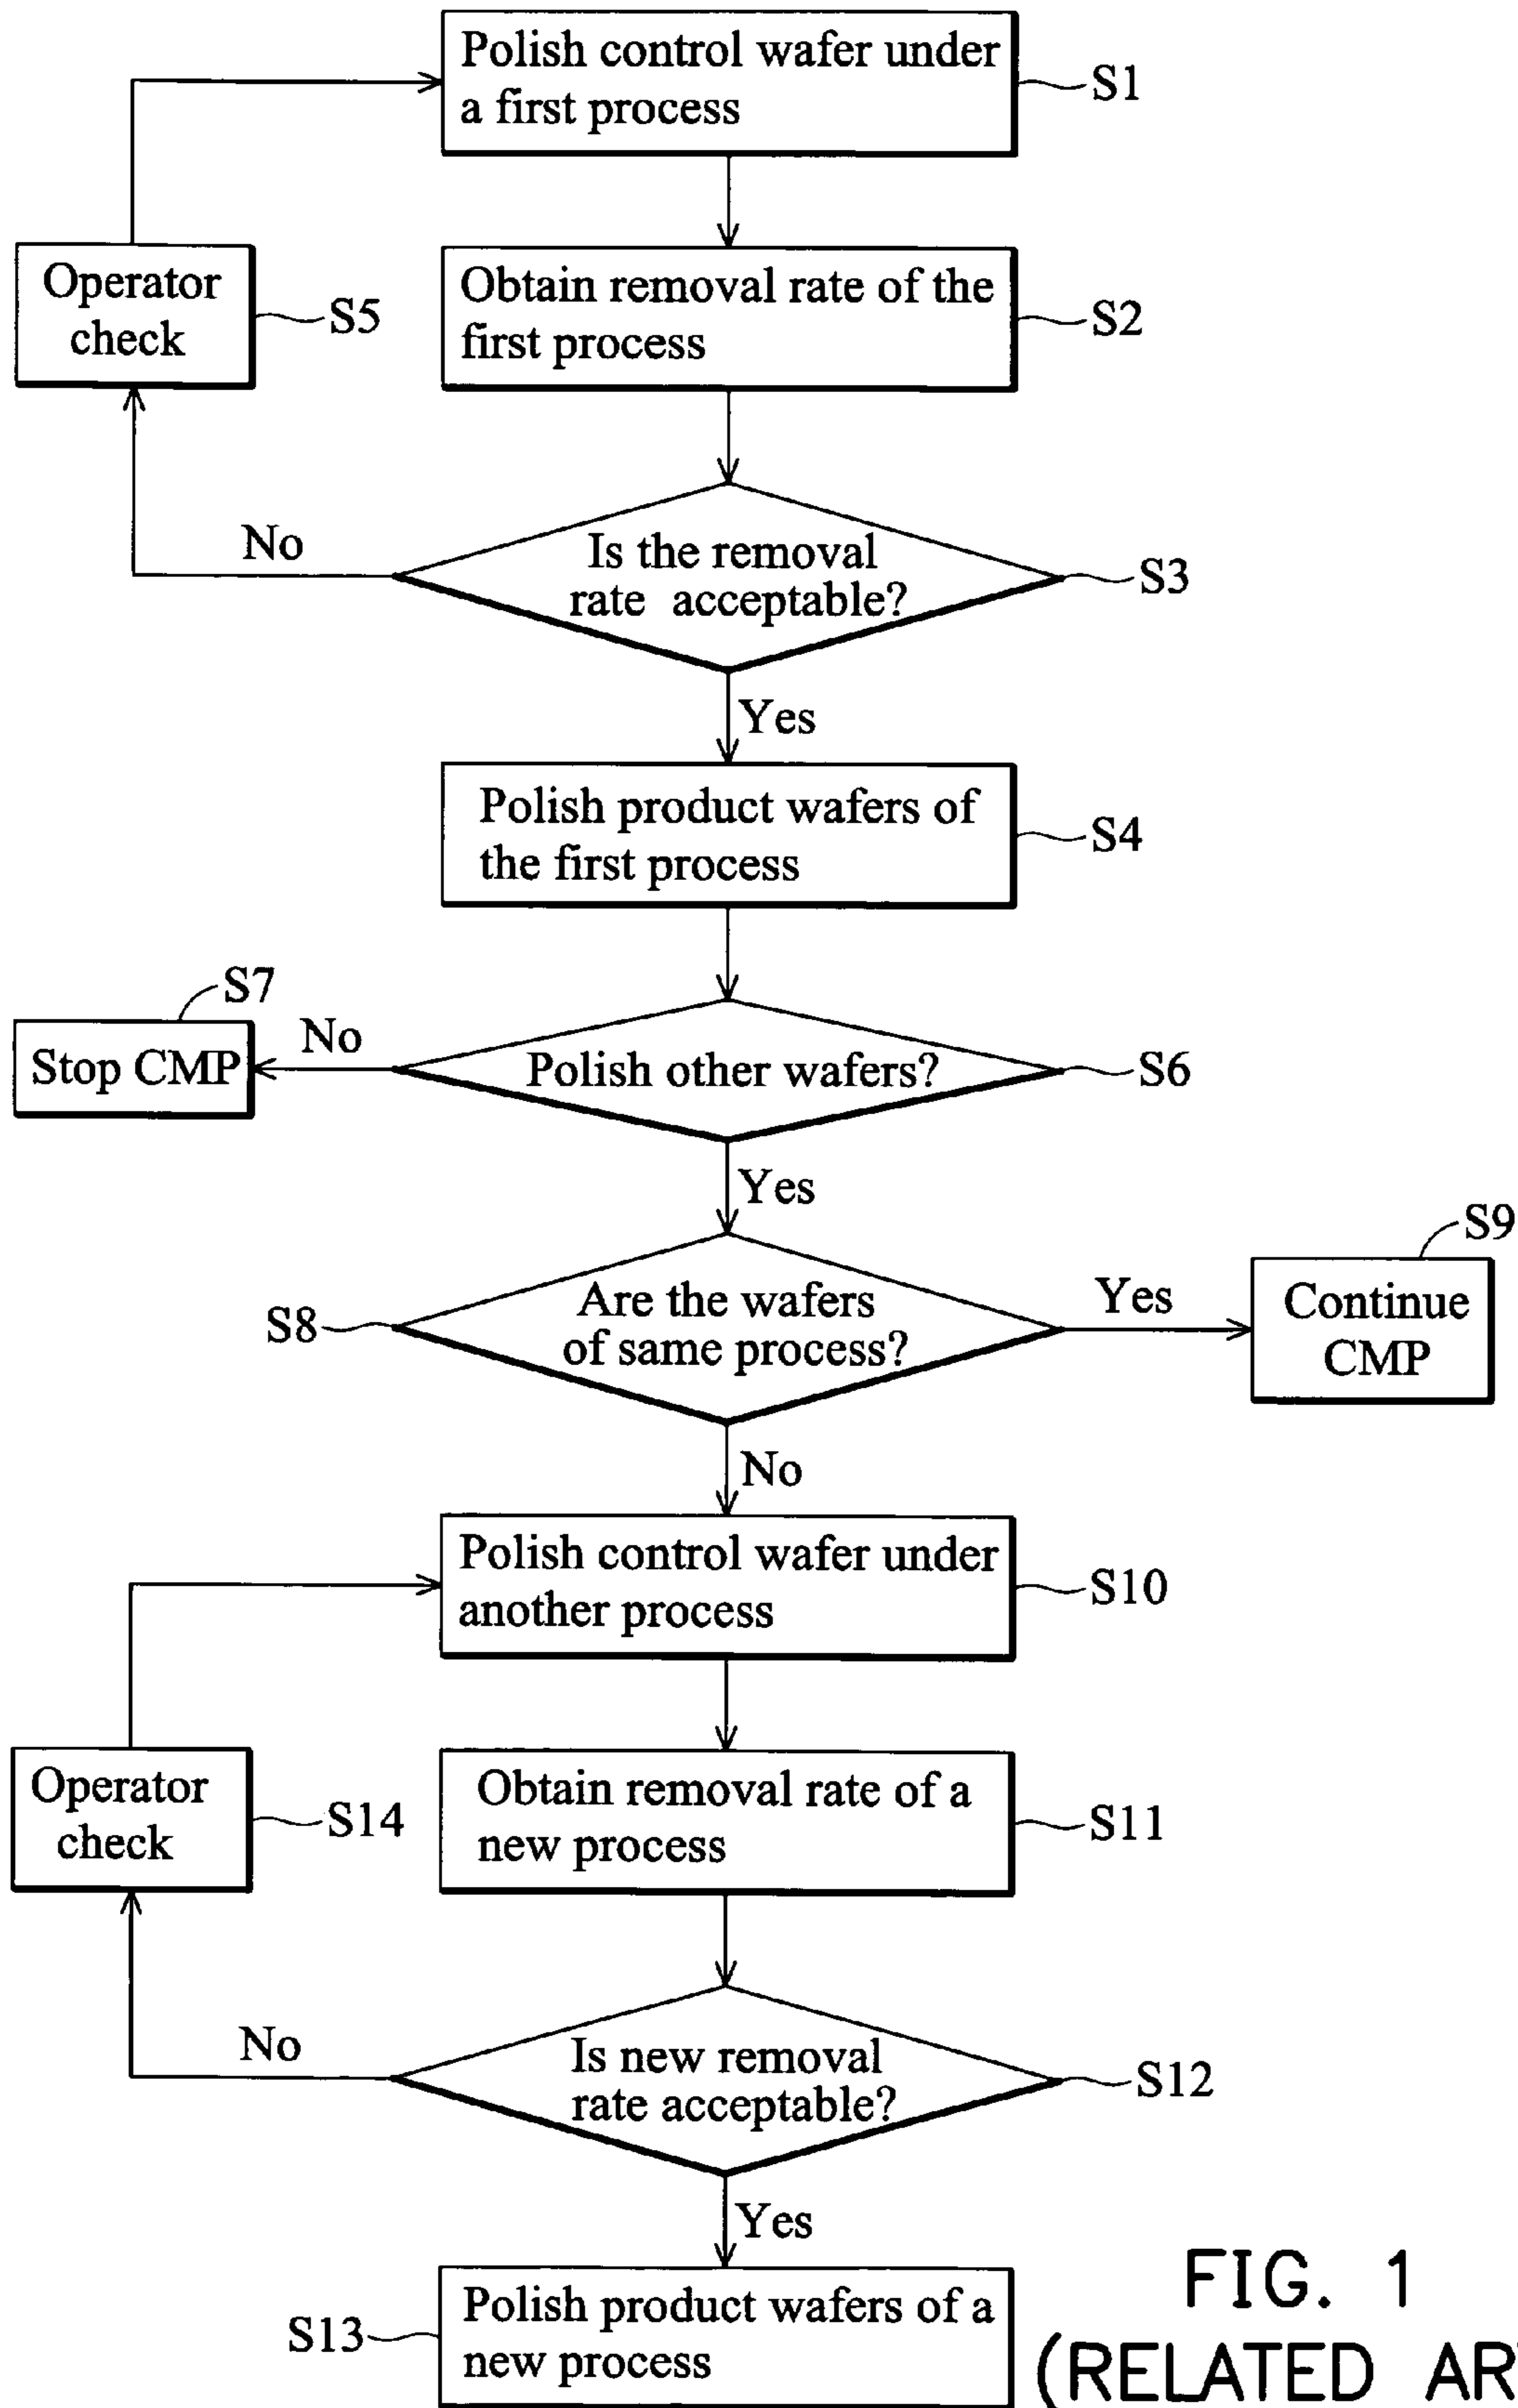 Polish control wafer under
a first process
S1
Operator
check
S5
Obtain removal rate of the
first process
S2
No
Is the removal
rate acceptable?
S3
Yes
Polish product wafers of
the first process
S4
S7
Stop CMP
No
Polish other wafers?
S6
Yes
S8
Are the wafers
of same process?
Yes
S9
Continue
CMP
No
Polish control wafer under
another process
S10
Operator
check
S14
Obtain removal rate of a
new process
S11
No
Is new removal
rate acceptable?
S12
Yes
S13
Polish product wafers of a
new process
FIG. 1
(RELATED AR